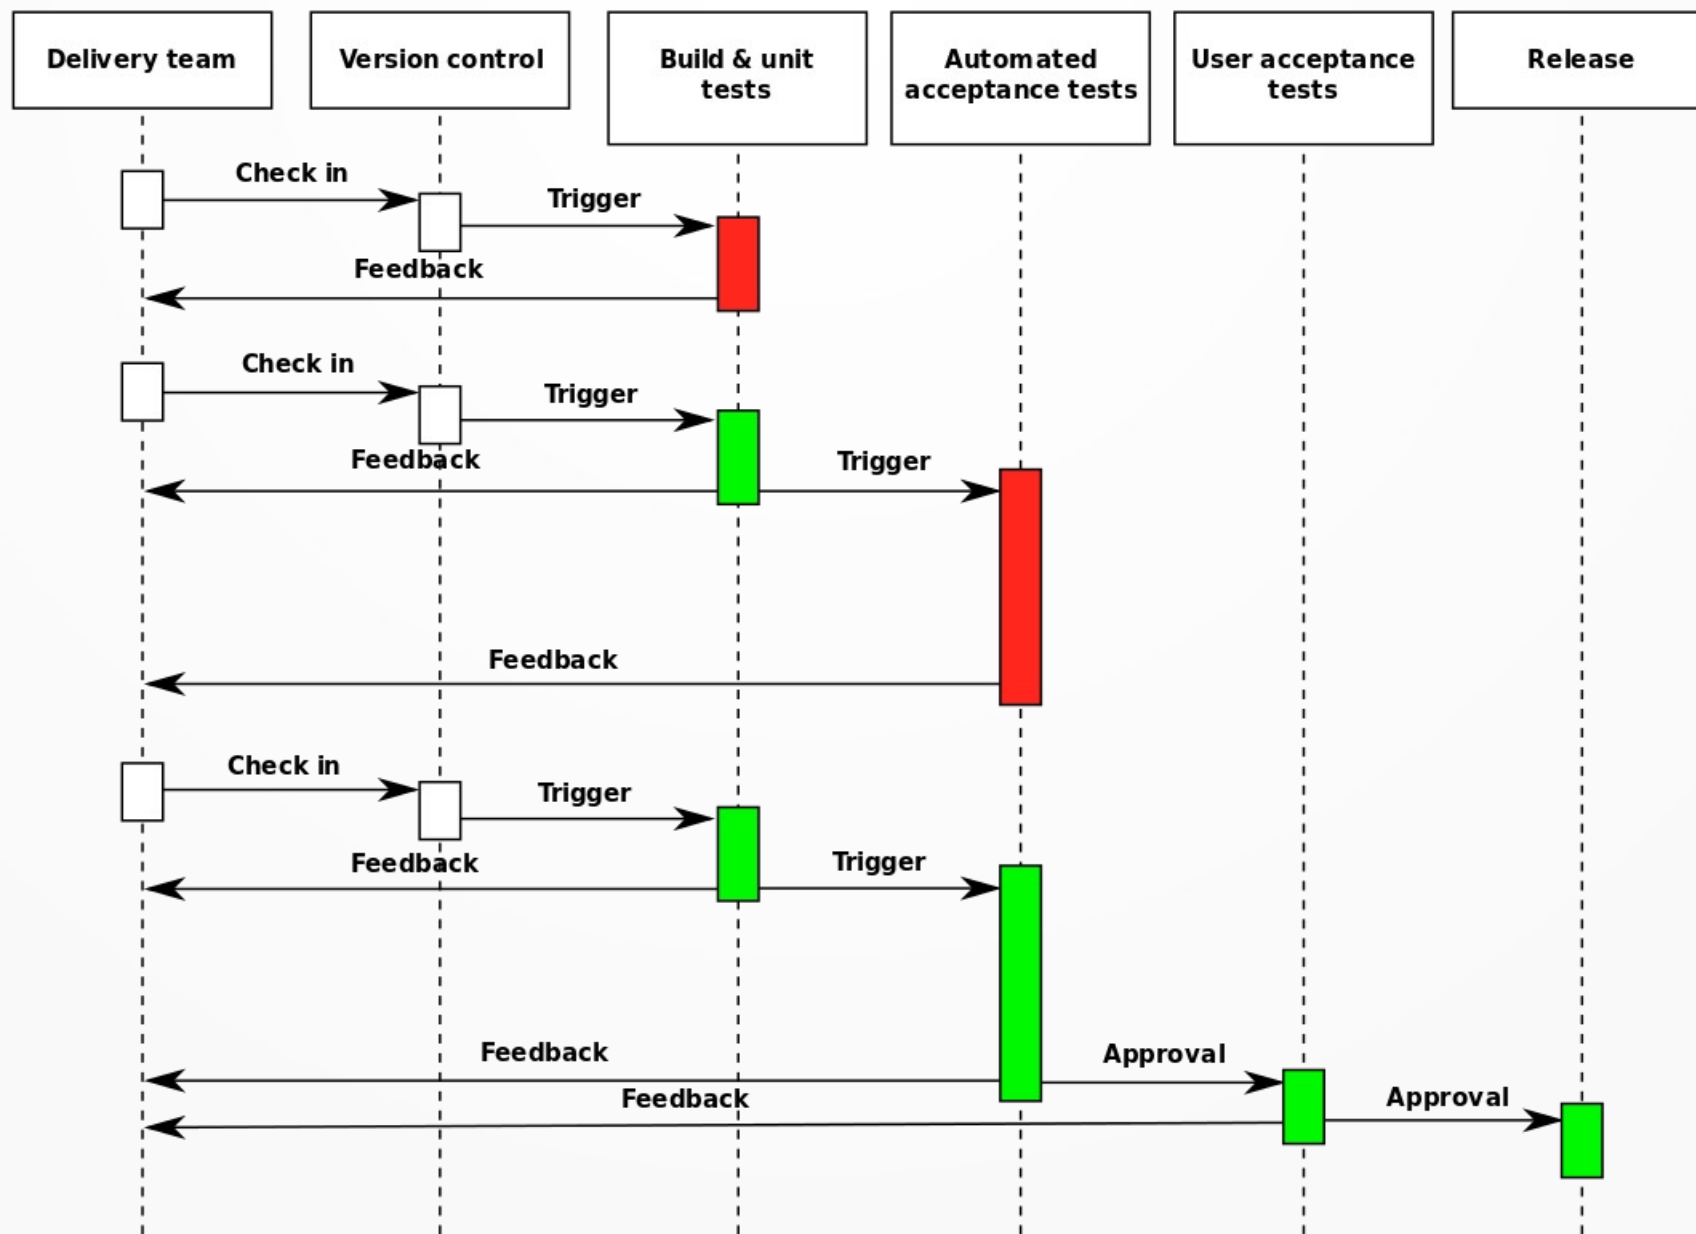 Delivery team
Version control
Build & unit
tests
Automated
acceptance tests
User acceptance
tests
Release
Check in
Trigger
Feedback
Check in
Trigger
Feedback
Trigger
Feedback
Check in
Trigger
Feedback
Trigger
Feedback
Approval
Feedback
Approval